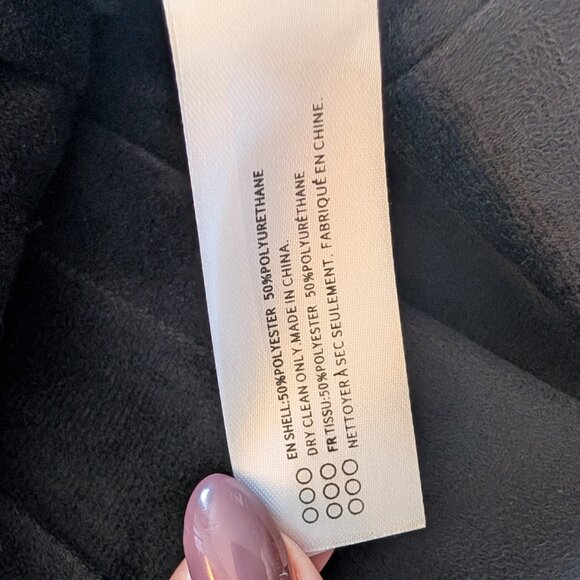 EN SHELL:50%POLYESTER 50%POLYURETHANE
DRY CLEAN ONLY.MADE IN CHINA.
FR TISSU:50%POLYESTER 50%POLYURÉTHANE
NETTOYER À SEC SEULEMENT. FABRIQUÉ EN CHINE.